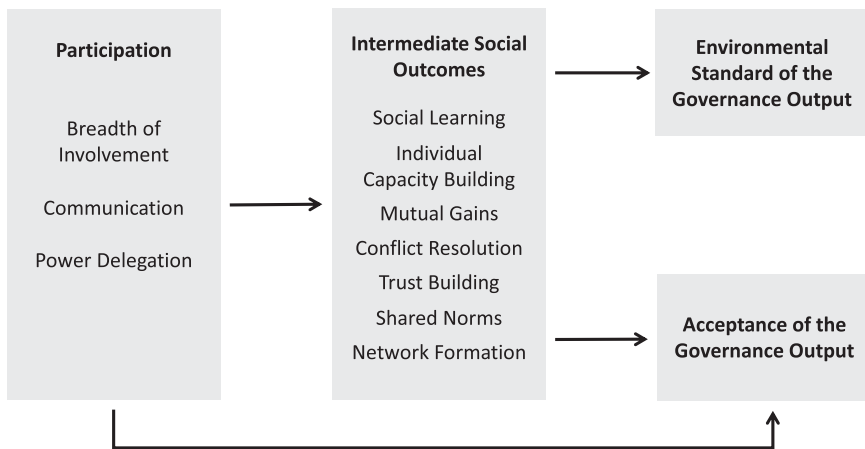 Participation
Breadth of
Involvement
Communication
Power Delegation
Intermediate Social
Outcomes
Social Learning
Individual
Capacity Building
Mutual Gains
Conflict Resolution
Trust Building
Shared Norms
Network Formation
Environmental
Standard of the
Governance Output
Acceptance of the
Governance Output